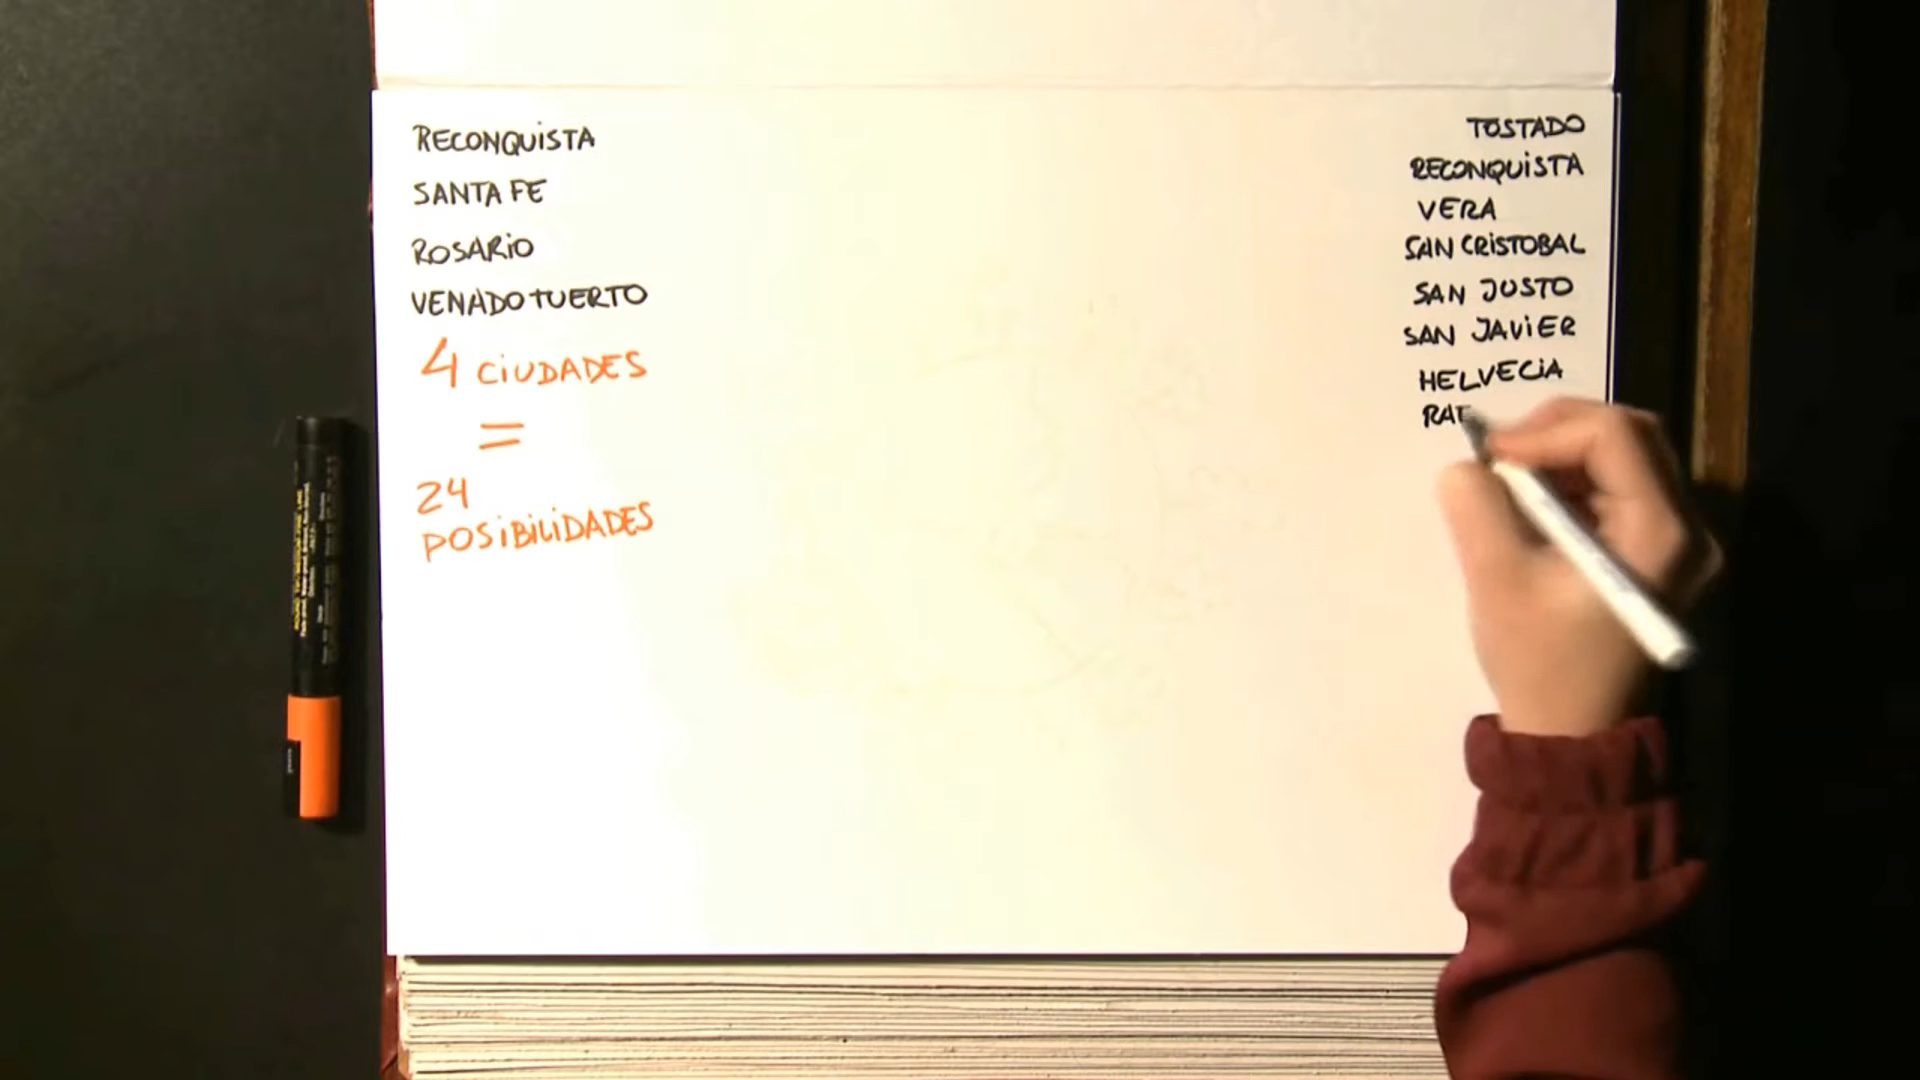 RECONQUISTA
SANTA FE
ROSARIO
VENADO TUERTO
4 CIUDADES
=
24
POSIBILIDADES
TOSTADO
RECONQUISTA
VERA
SAN CRISTOBAL
SAN JUSTO
SAN JAVIER
HELVECIA